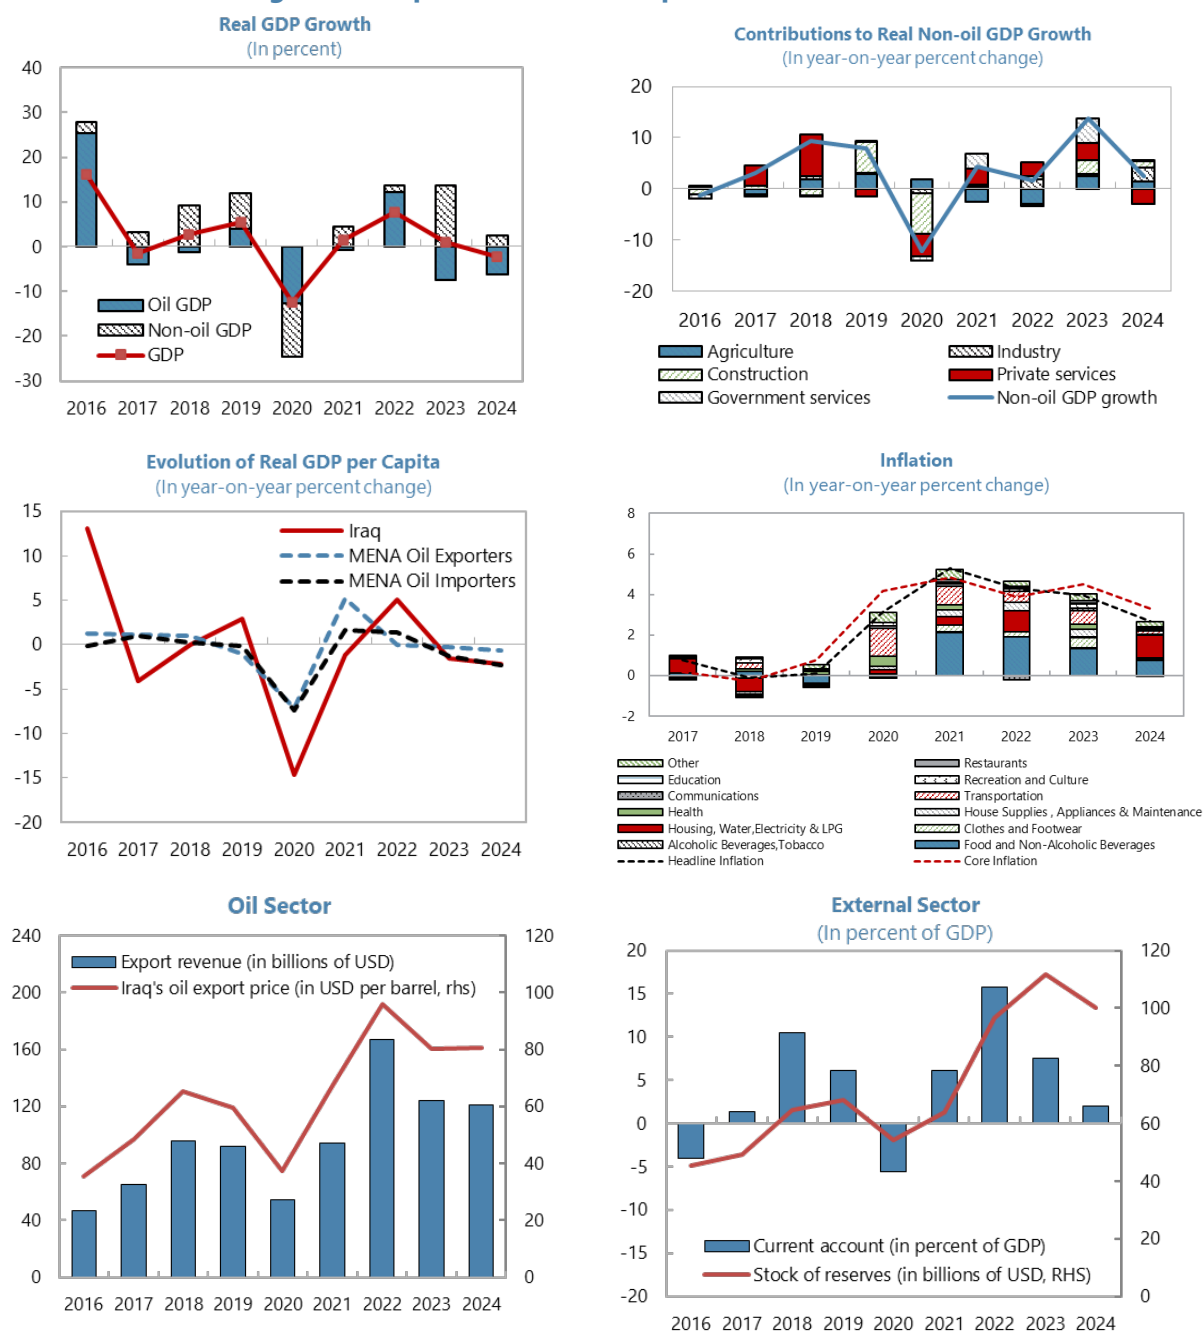 Real GDP Growth
(In percent)
40
30
20
10
0
-10
-20
-30
Oil GDP
Non-oil GDP
GDP
2016 2017 2018 2019 2020 2021 2022 2023 2024
Contributions to Real Non-oil GDP Growth
(In year-on-year percent change)
20
10
0
-10
-20
2016 2017 2018 2019 2020 2021 2022 2023 2024
Agriculture Industry
Construction Private services
Government services Non-oil GDP growth
Evolution of Real GDP per Capita
(In year-on-year percent change)
15
10
5
0
-5
-10
-15
-20
Iraq
MENA Oil Exporters
MENA Oil Importers
2016 2017 2018 2019 2020 2021 2022 2023 2024
Inflation
(In year-on-year percent change)
8
6
4
2
0
-2
2017 2018 2019 2020 2021 2022 2023 2024
Other Restaurants
Education Recreation and Culture
Communications Transportation
Health House Supplies , Appliances & Maintenance
Housing, Water,Electricity & LPG Clothes and Footwear
Alcoholic Beverages,Tobacco Food and Non-Alcoholic Beverages
Headline Inflation Core Inflation
Oil Sector
240 120
200 100
160 80
120 60
80 40
40 20
0 0
Export revenue (in billions of USD)
Iraq's oil export price (in USD per barrel, rhs)
2016 2017 2018 2019 2020 2021 2022 2023 2024
External Sector
(In percent of GDP)
20 120
15
100
10
80
5
0 60
-5
40
-10
20
-15
-20 0
Current account (in percent of GDP)
Stock of reserves (in billions of USD, RHS)
2016 2017 2018 2019 2020 2021 2022 2023 2024